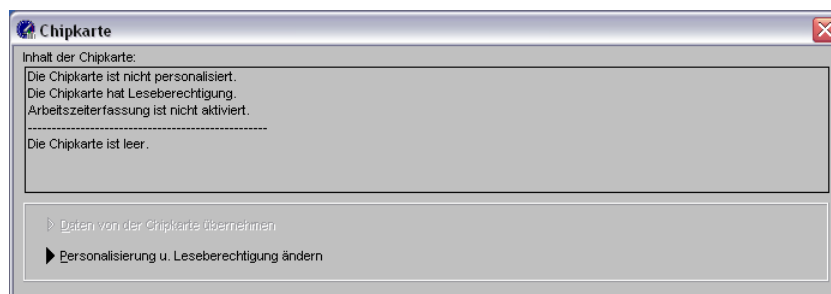 Chipkarte
Inhalt der Chipkarte:
Die Chipkarte ist nicht personalisiert.
Die Chipkarte hat Leseberechtigung.
Arbeitszeiterfassung ist nicht aktiviert.
--------------------------------------------------
Die Chipkarte ist leer.
Daten von der Chipkarte übernehmen
Personalisierung u. Leseberechtigung ändern